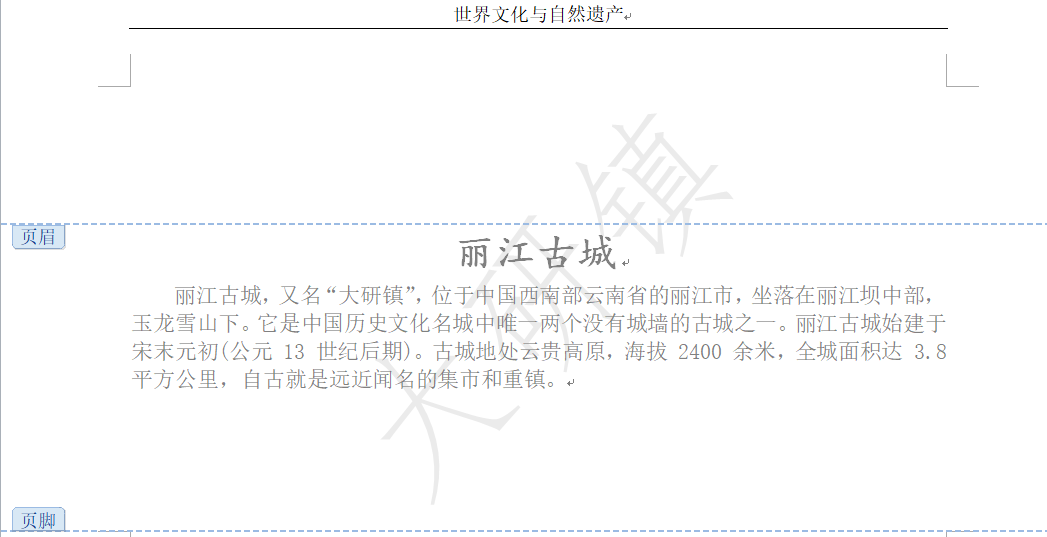 世界文化与自然遗产
大研镇
页眉
丽江古城
丽江古城，又名“大研镇”，位于中国西南部云南省的丽江市，坐落在丽江坝中部，
玉龙雪山下。它是中国历史文化名城中唯一两个没有城墙的古城之一。丽江古城始建于
宋末元初(公元 13 世纪后期)。古城地处云贵高原，海拔 2400 余米，全城面积达 3.8
平方公里，自古就是远近闻名的集市和重镇。
页脚